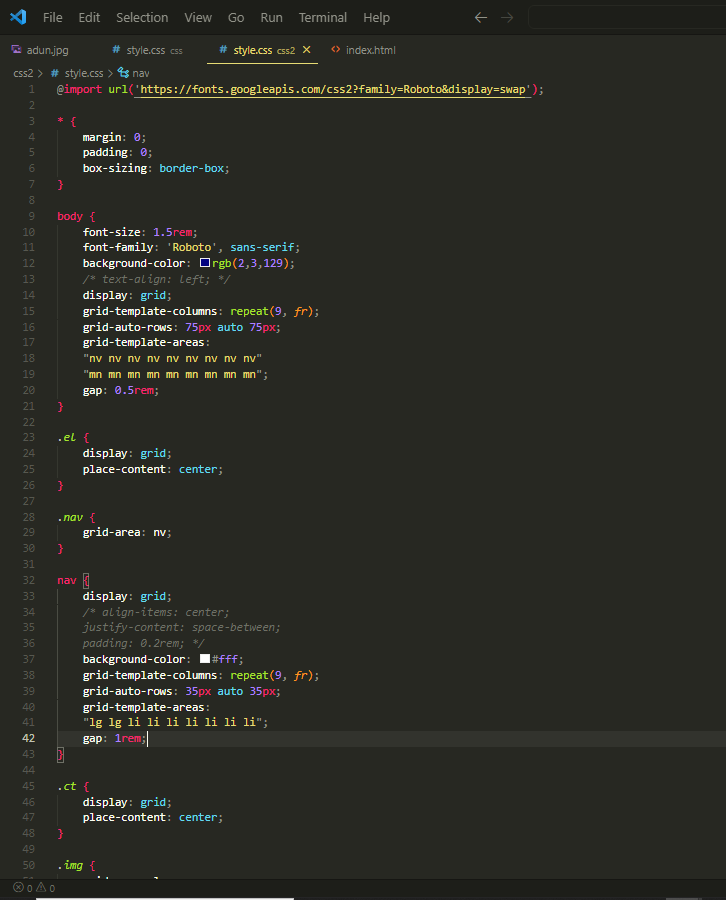 File Edit Selection View Go Run Terminal Help
adun.jpg # style.css css # style.css css2 × <> index.html
css2 > # style.css > nav
1 @import url('https://fonts.googleapis.com/css2?family=Roboto&display=swap');
2
3 * {
4 margin: 0;
5 padding: 0;
6 box-sizing: border-box;
7 }
8
9 body {
10 font-size: 1.5rem;
11 font-family: 'Roboto', sans-serif;
12 background-color: rgb(2,3,129);
13 /* text-align: left; */
14 display: grid;
15 grid-template-columns: repeat(9, fr);
16 grid-auto-rows: 75px auto 75px;
17 grid-template-areas:
18 "nv nv nv nv nv nv nv nv nv"
19 "mn mn mn mn mn mn mn mn mn";
20 gap: 0.5rem;
21 }
22
23 .el {
24 display: grid;
25 place-content: center;
26 }
27
28 .nav {
29 grid-area: nv;
30 }
31
32 nav {
33 display: grid;
34 /* align-items: center;
35 justify-content: space-between;
36 padding: 0.2rem; */
37 background-color: #fff;
38 grid-template-columns: repeat(9, fr);
39 grid-auto-rows: 35px auto 35px;
40 grid-template-areas:
41 "lg lg li li li li li li li";
42 gap: 1rem;
43 }
44
45 .ct {
46 display: grid;
47 place-content: center;
48 }
49
50 .img {
0 0